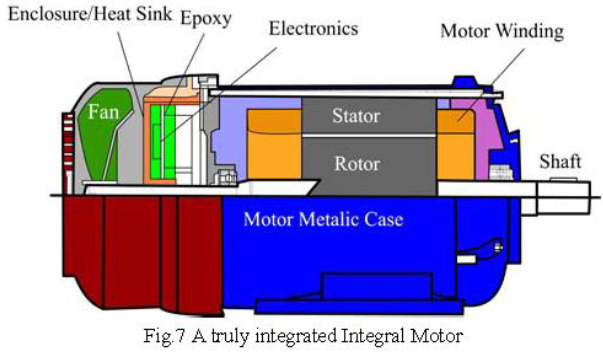 Enclosure/Heat Sink
Epoxy
Electronics
Motor Winding
Fan
Stator
Rotor
Shaft
Motor Metalic Case
Fig.7 A truly integrated Integral Motor